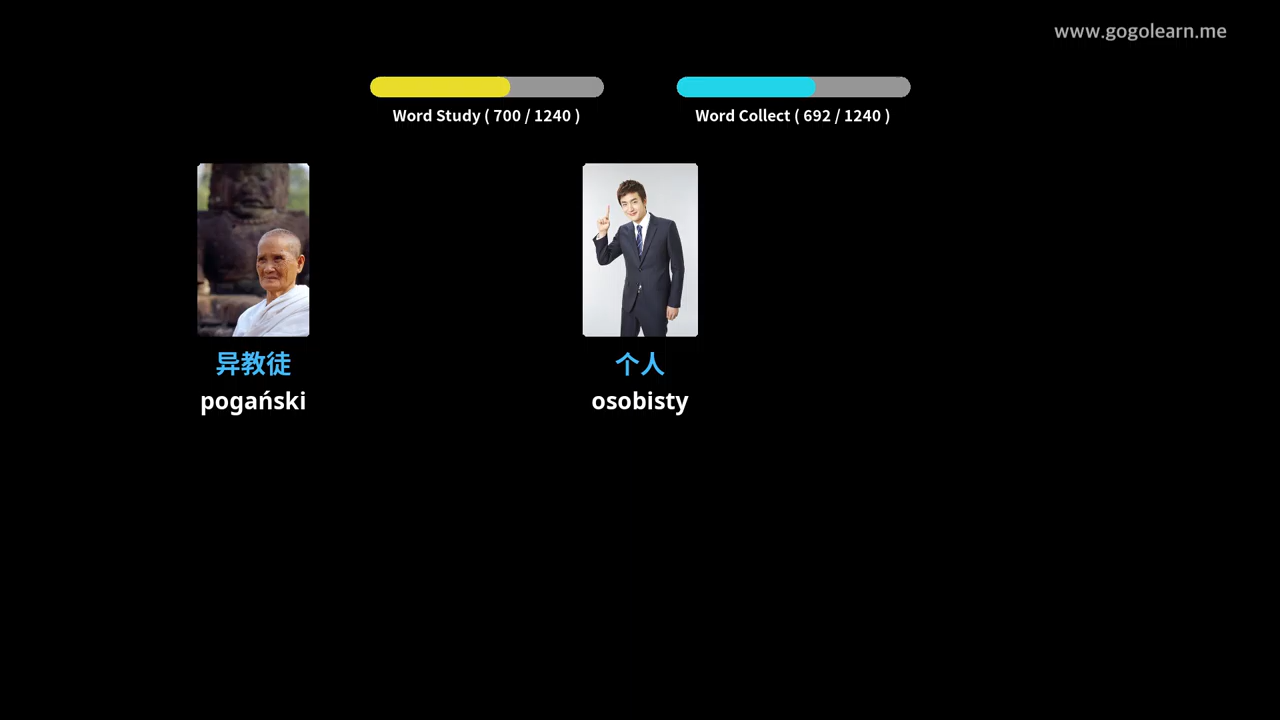 www.gogolearn.me
Word Study ( 700 / 1240 )
Word Collect ( 692 / 1240 )
异教徒
pogański
个人
osobisty